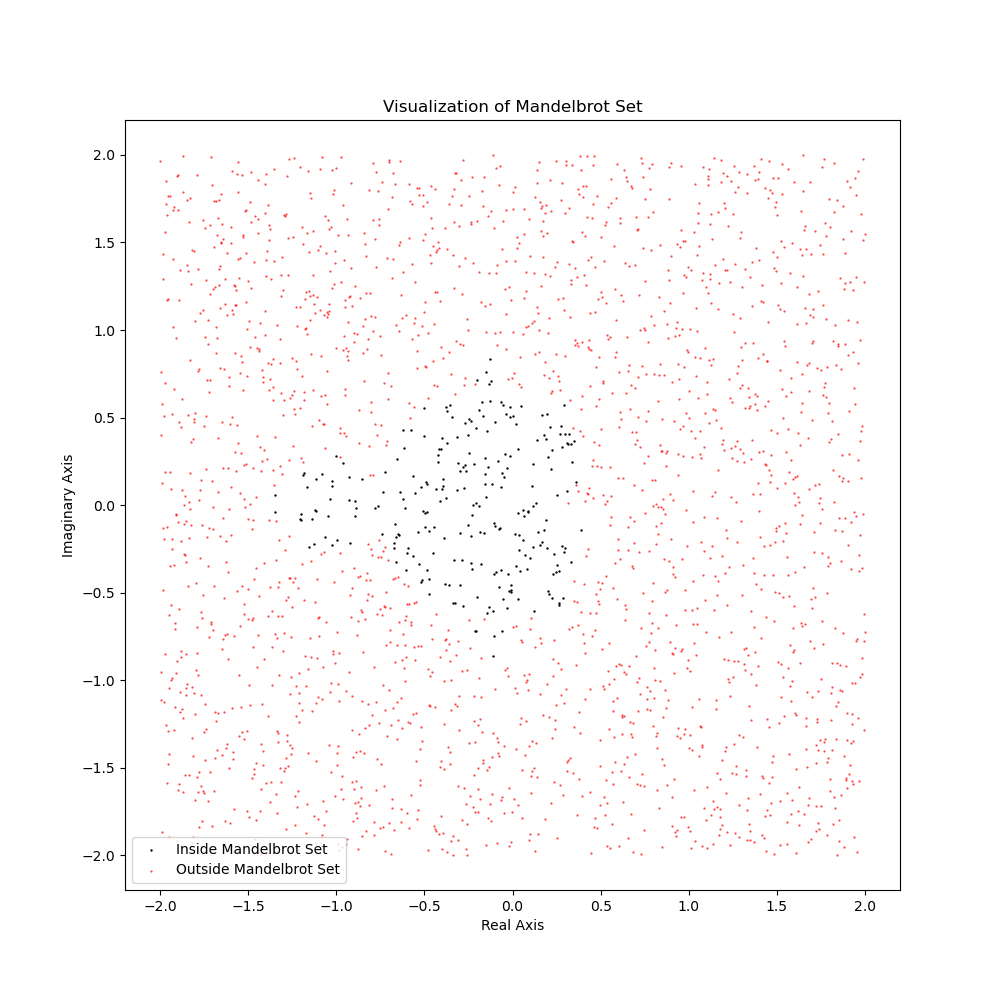 Visualization of Mandelbrot Set
2.0
1.5
1.0
0.5
0.0
−0.5
−1.0
−1.5
−2.0
Imaginary Axis
Inside Mandelbrot Set
Outside Mandelbrot Set
−2.0 −1.5 −1.0 −0.5 0.0 0.5 1.0 1.5 2.0
Real Axis